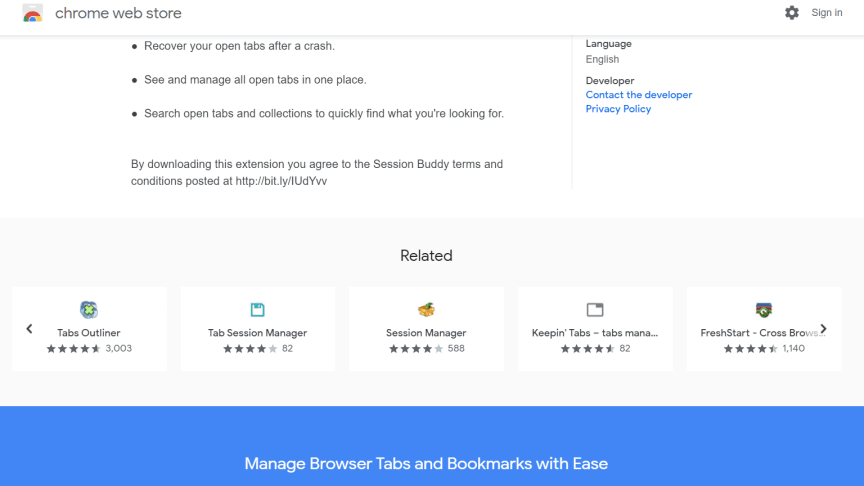 chrome web store
Sign in
● Recover your open tabs after a crash.
● See and manage all open tabs in one place.
● Search open tabs and collections to quickly find what you're looking for.
By downloading this extension you agree to the Session Buddy terms and
conditions posted at http://bit.ly/IUdYvv
Language
English
Developer
Contact the developer
Privacy Policy
Related
Tabs Outliner
3,003
Tab Session Manager
82
Session Manager
588
Keepin' Tabs – tabs mana...
82
FreshStart - Cross Brows...
1,140
Manage Browser Tabs and Bookmarks with Ease